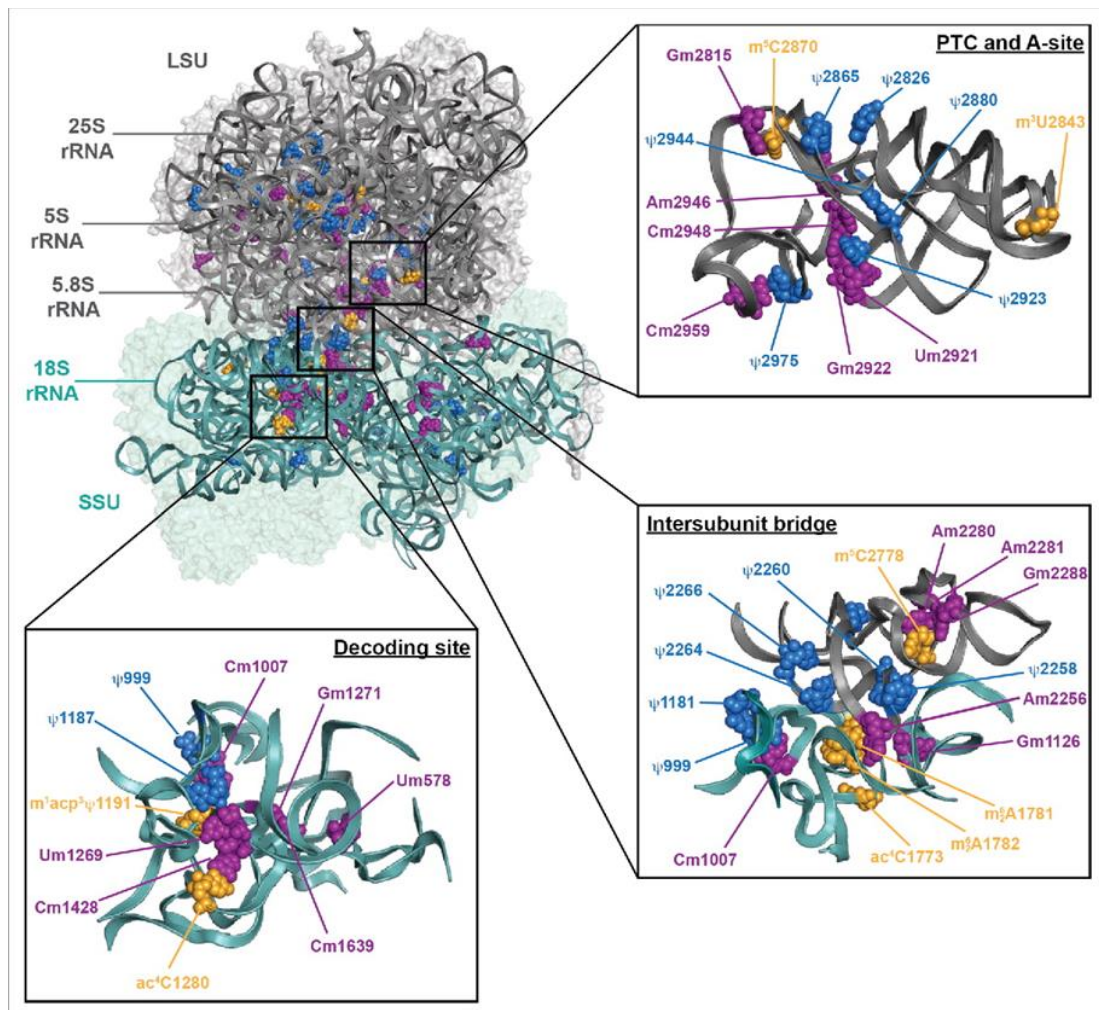 LSU
25S
rRNA
5S
rRNA
5.8S
rRNA
18S
rRNA
SSU
PTC and A-site
Gm2815
m⁵C2870
ψ2865
ψ2826
ψ2880
m³U2843
ψ2944
Am2946
Cm2948
Cm2959
ψ2975
Gm2922
Um2921
ψ2923
Intersubunit bridge
Am2280
Am2281
Gm2288
m⁵C2778
ψ2260
ψ2266
ψ2264
ψ2258
ψ1181
Am2256
ψ999
Gm1126
m⁶₂A1781
m⁶₂A1782
ac⁴C1773
Cm1007
Decoding site
Cm1007
ψ999
Gm1271
ψ1187
Um578
m¹acp³ψ1191
Um1269
Cm1428
Cm1639
ac⁴C1280